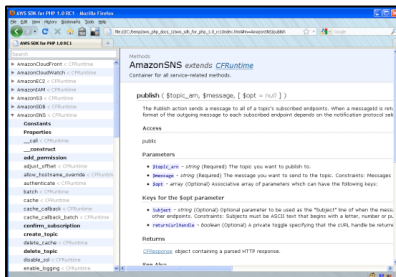 AWS SDK for PHP 1.0 RC1 - Mozilla Firefox
File Edit View History Bookmarks Tools Help
AWS SDK for PHP 1.0 RC1
Search
AmazonCloudFront < CFRuntime
AmazonCloudWatch < CFRuntime
AmazonEC2 < CFRuntime
AmazonIAM < CFRuntime
AmazonS3 < CFRuntime
AmazonSDB < CFRuntime
AmazonSNS < CFRuntime
Constants
Properties
__call < CFRuntime
__construct
add_permission
adjust_offset < CFRuntime
allow_hostname_override < CFRuntime
authenticate < CFRuntime
batch < CFRuntime
cache < CFRuntime
cache_callback < CFRuntime
cache_callback_batch < CFRuntime
confirm_subscription
create_topic
delete_cache < CFRuntime
delete_topic
disable_ssl < CFRuntime
enable_logging < CFRuntime
Methods
AmazonSNS extends CFRuntime
Container for all service-related methods.
publish ( $topic_arn, $message, [ $opt = null ] )
The Publish action sends a message to all of a topic's subscribed endpoints. When a messageId is retu
format of the outgoing message to each subscribed endpoint depends on the notification protocol sele
Access
public
Parameters
$topic_arn - string (Required) The topic you want to publish to.
$message - string (Required) The message you want to send to the topic. Constraints: Messages
$opt - array (Optional) Associative array of parameters which can have the following keys:
Keys for the $opt parameter
Subject - string (Optional) Optional parameter to be used as the "Subject" line of when the messa
other endpoints. Constraints: Subjects must be ASCII text that begins with a letter, number or pu
returnCurlHandle - boolean (Optional) A private toggle specifying that the cURL handle be return
Returns
CFResponse object containing a parsed HTTP response.
See Also